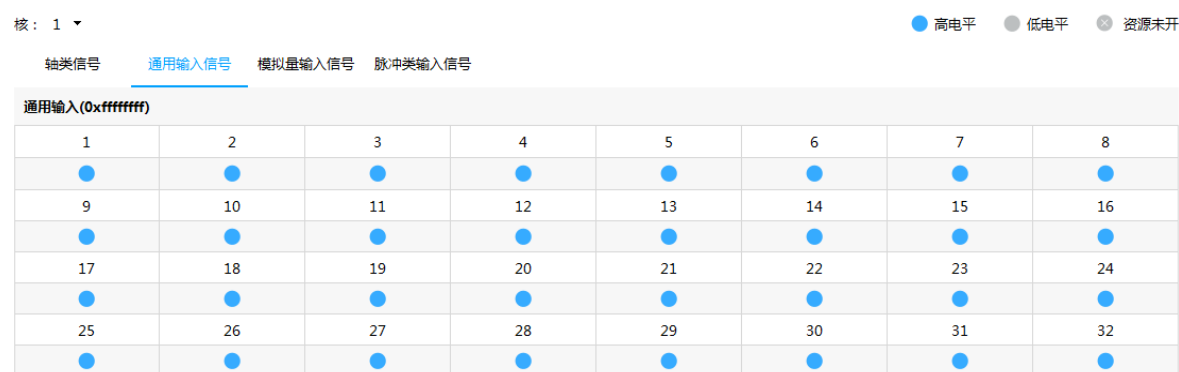 核： 1 高电平 低电平 资源未开
轴类信号 通用输入信号 模拟量输入信号 脉冲类输入信号
通用输入(0xffffffff)
1 2 3 4 5 6 7 8
9 10 11 12 13 14 15 16
17 18 19 20 21 22 23 24
25 26 27 28 29 30 31 32